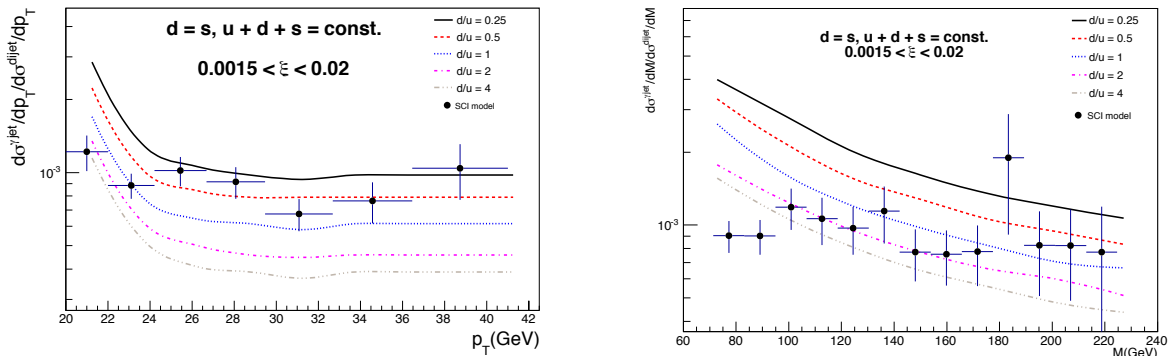 dσ^γjet/dp_T/dσ^dijet/dp_T
d = s, u + d + s = const.
0.0015 < ξ < 0.02
d/u = 0.25
d/u = 0.5
d/u = 1
d/u = 2
d/u = 4
SCI model
10^-3
20 22 24 26 28 30 32 34 36 38 40 42
p_T(GeV)
dσ^γjet/dM/dσ^dijet/dM
d = s, u + d + s = const.
0.0015 < ξ < 0.02
d/u = 0.25
d/u = 0.5
d/u = 1
d/u = 2
d/u = 4
SCI model
10^-3
60 80 100 120 140 160 180 200 220
M(GeV)